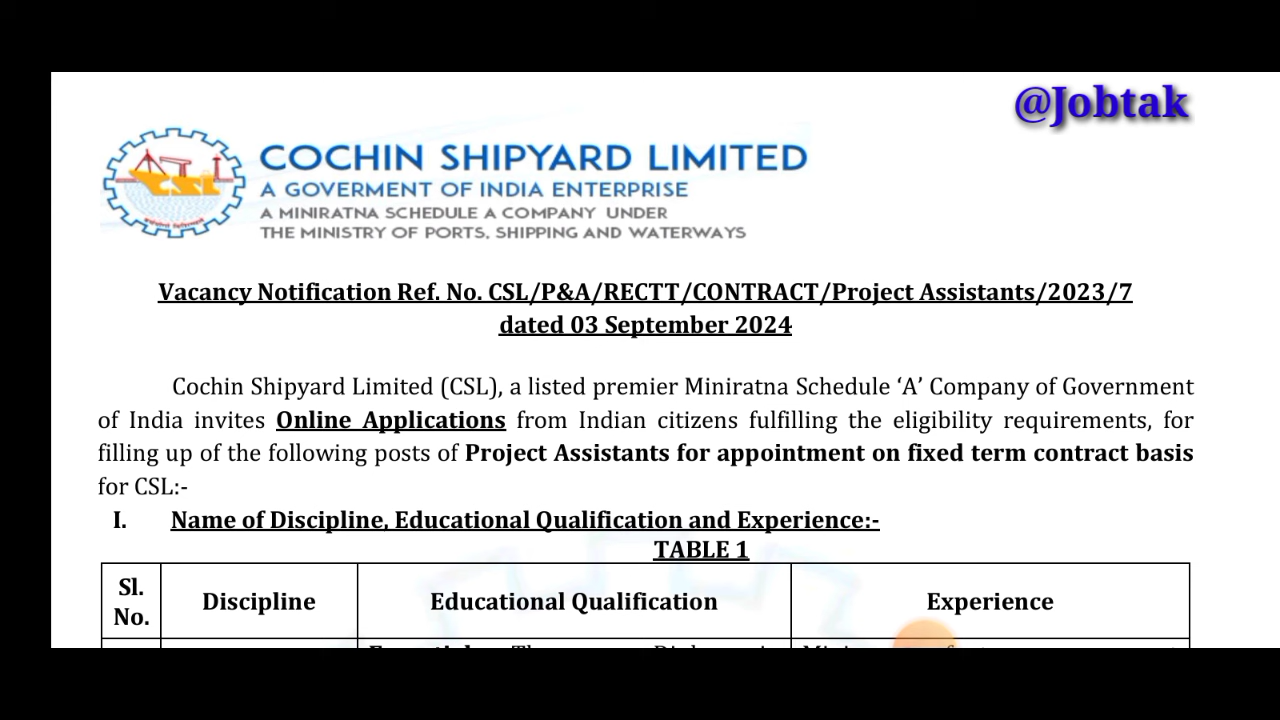 @Jobtak
COCHIN SHIPYARD LIMITED
A GOVERMENT OF INDIA ENTERPRISE
A MINIRATNA SCHEDULE A COMPANY UNDER
THE MINISTRY OF PORTS, SHIPPING AND WATERWAYS
Vacancy Notification Ref. No. CSL/P&A/RECTT/CONTRACT/Project Assistants/2023/7
dated 03 September 2024
Cochin Shipyard Limited (CSL), a listed premier Miniratna Schedule ‘A’ Company of Government
of India invites Online Applications from Indian citizens fulfilling the eligibility requirements, for
filling up of the following posts of Project Assistants for appointment on fixed term contract basis
for CSL:-
I. Name of Discipline, Educational Qualification and Experience:-
TABLE 1
Sl. No.
Discipline
Educational Qualification
Experience